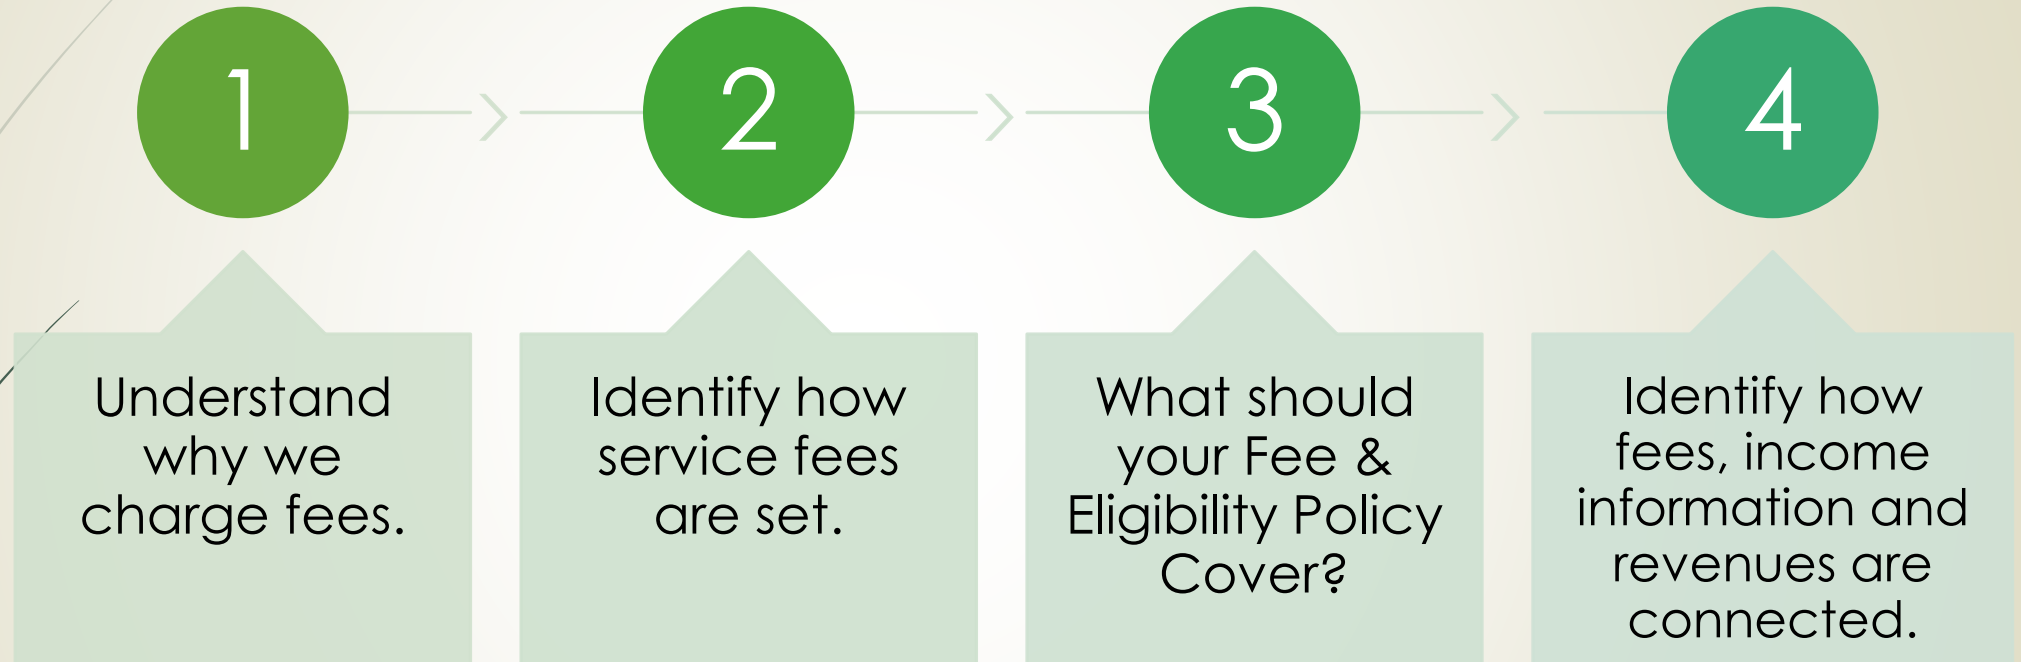 1
2
3
4
Understand
why we
charge fees.
Identify how
service fees
are set.
What should
your Fee &
Eligibility Policy
Cover?
Identify how
fees, income
information and
revenues are
connected.